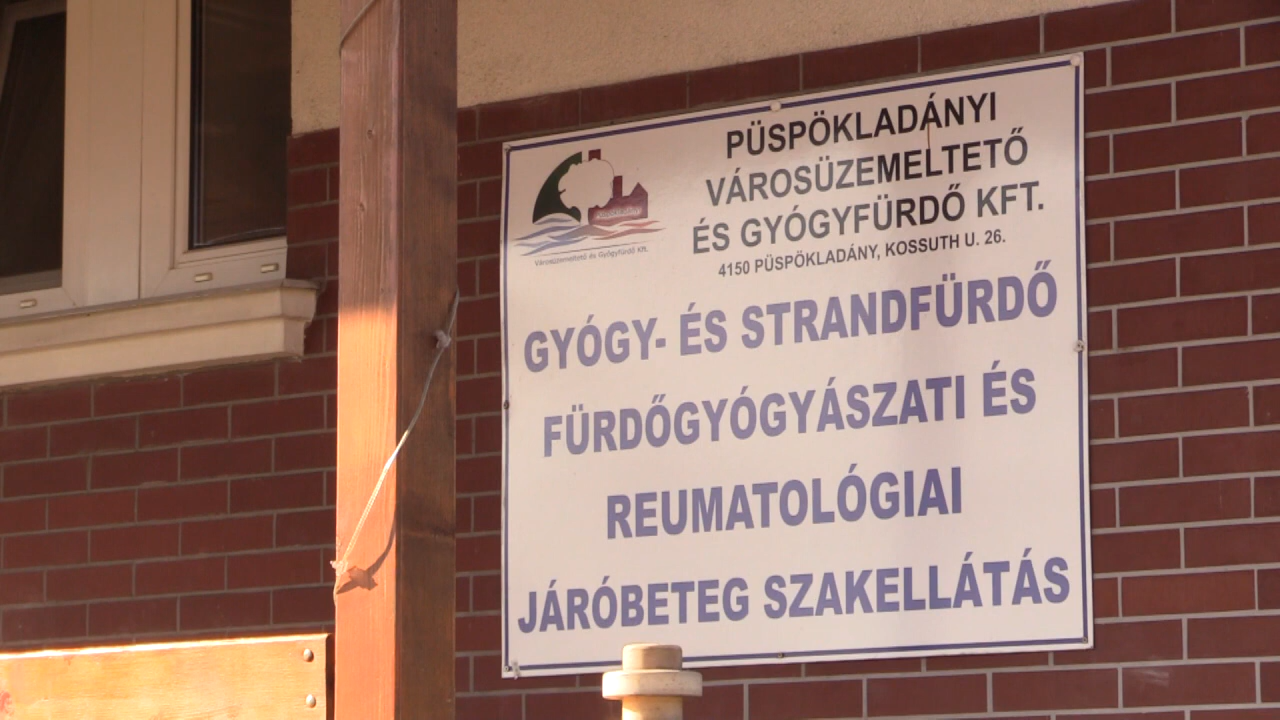 PÜSPÖKLADÁNYI
VÁROSÜZEMELTETŐ
ÉS GYÓGYFÜRDŐ KFT.
4150 PÜSPÖKLADÁNY, KOSSUTH U. 26.
Püspökladányi
Városüzemeltető és Gyógyfürdő Kft.
GYÓGY- ÉS STRANDFÜRDŐ
FÜRDŐGYÓGYÁSZATI ÉS
REUMATOLÓGIAI
JÁRÓBETEG SZAKELLÁTÁS